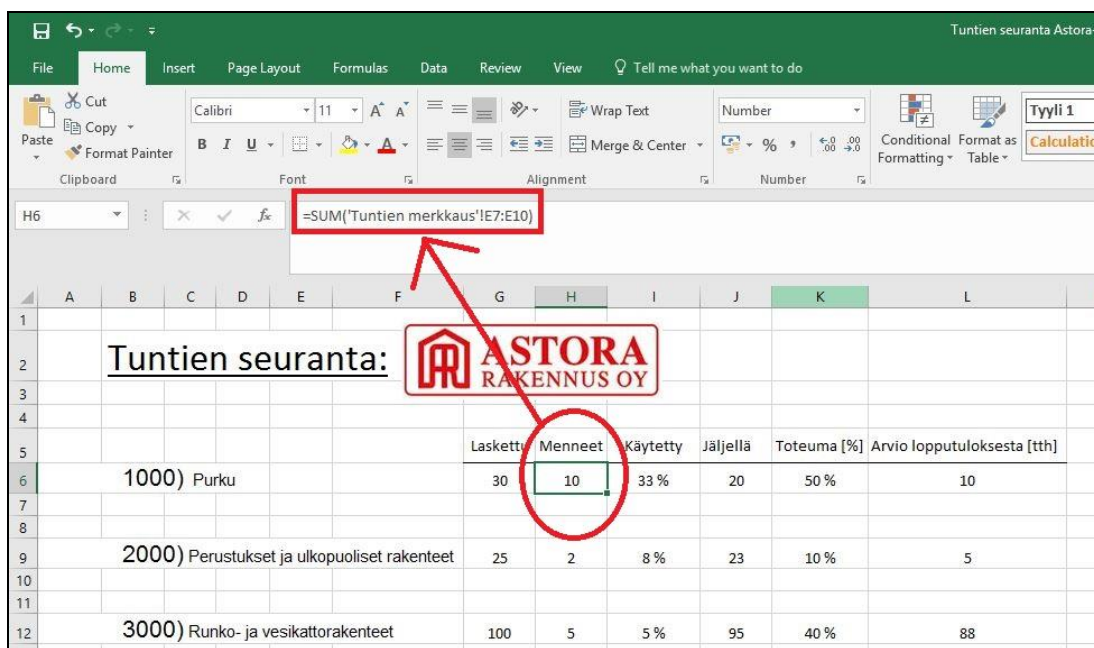 Tuntien seuranta Astora-
File Home Insert Page Layout Formulas Data Review View Tell me what you want to do
Cut
Copy
Format Painter
Paste
Clipboard
Calibri 11 A A
B I U A
Font
Wrap Text
Merge & Center
Alignment
Number
% , .00
Number
Conditional Formatting
Format as Table
Tyyli 1
Calculatio
H6 fx =SUM('Tuntien merkkaus'!E7:E10)
A B C D E F G H I J K L
1
2 Tuntien seuranta: ASTORA
RAKENNUS OY
3
4
5 Laskettu Menneet Käytetty Jäljellä Toteuma [%] Arvio lopputuloksesta [tth]
6 1000) Purku 30 10 33 % 20 50 % 10
7
8
9 2000) Perustukset ja ulkopuoliset rakenteet 25 2 8 % 23 10 % 5
10
11
12 3000) Runko- ja vesikattorakenteet 100 5 5 % 95 40 % 88